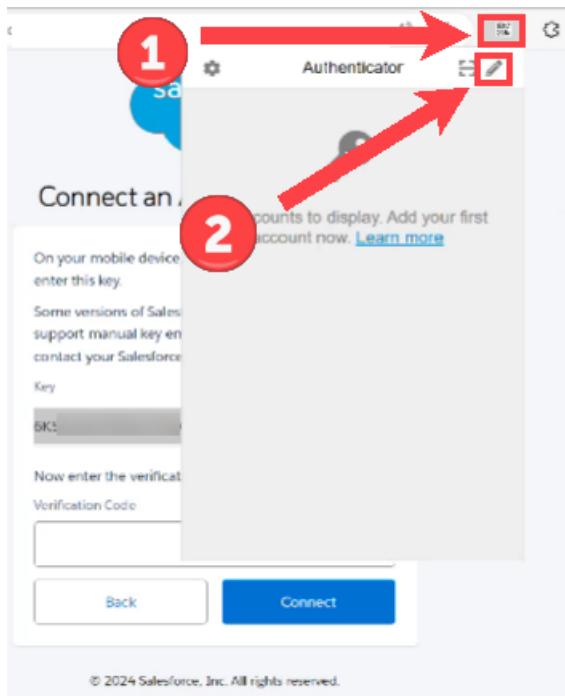 1
Authenticator
sa
Connect an
2
counts to display. Add your first
account now. Learn more
On your mobile device
enter this key.
Some versions of Sales
support manual key en
contact your Salesforce
Key
6K5
Now enter the verificat
Verification Code
Back
Connect
© 2024 Salesforce, Inc. All rights reserved.